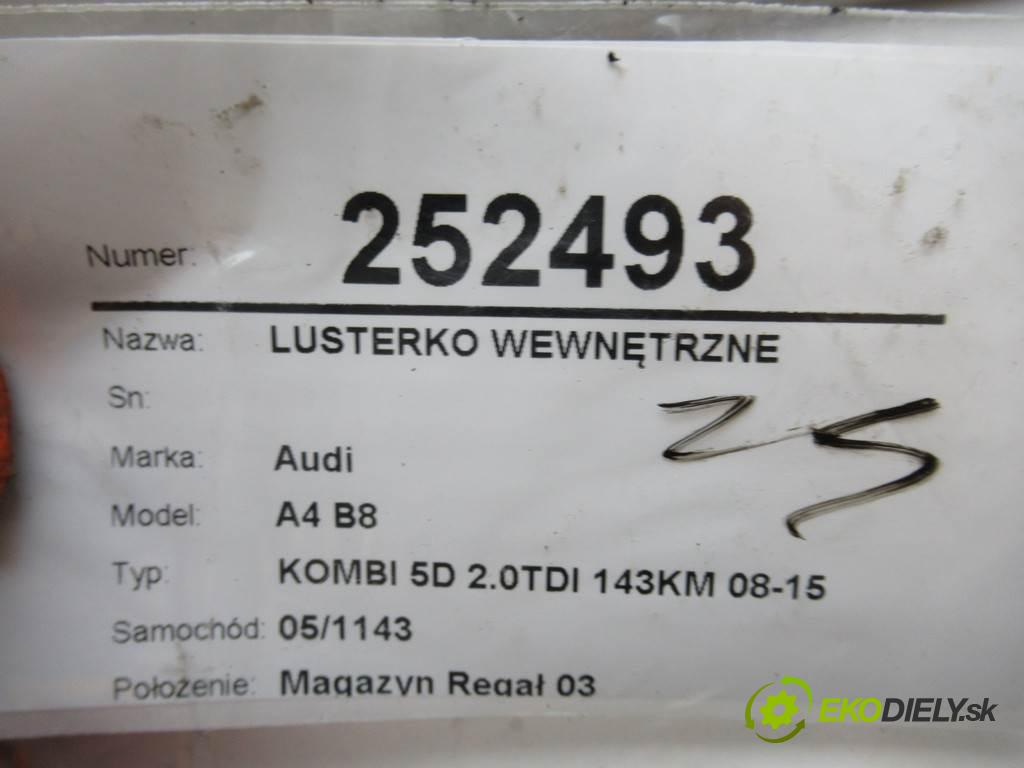 Numer: 252493
Nazwa: LUSTERKO WEWNĘTRZNE
Sn:
25
Marka: Audi
Model: A4 B8
Typ: KOMBI 5D 2.0TDI 143KM 08-15
Samochód: 05/1143
Położenie: Magazyn Regał 03
EKODIELY.sk